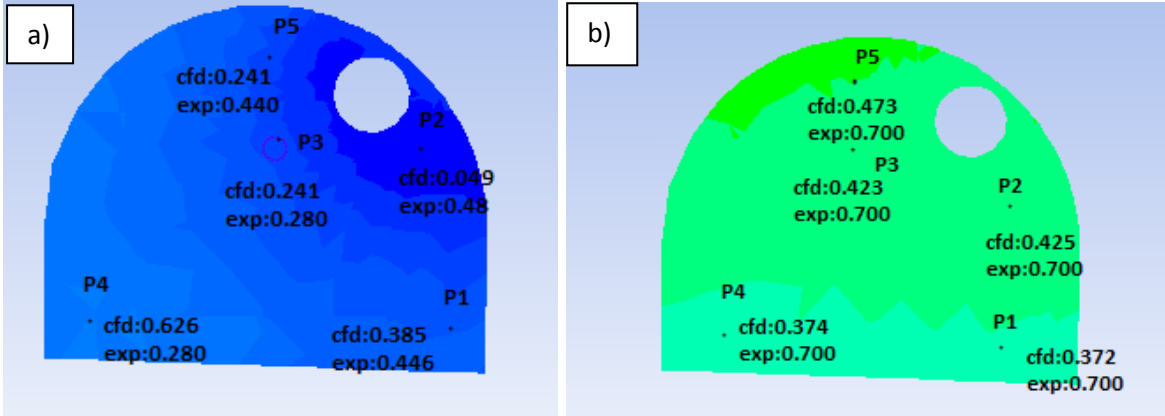 a)
P5
cfd:0.241
exp:0.440
P2
P3
cfd:0.049
exp:0.48
cfd:0.241
exp:0.280
P4
P1
cfd:0.626
exp:0.280
cfd:0.385
exp:0.446
b)
P5
cfd:0.473
exp:0.700
P3
cfd:0.423
exp:0.700
P2
cfd:0.425
exp:0.700
P4
cfd:0.374
exp:0.700
P1
cfd:0.372
exp:0.700